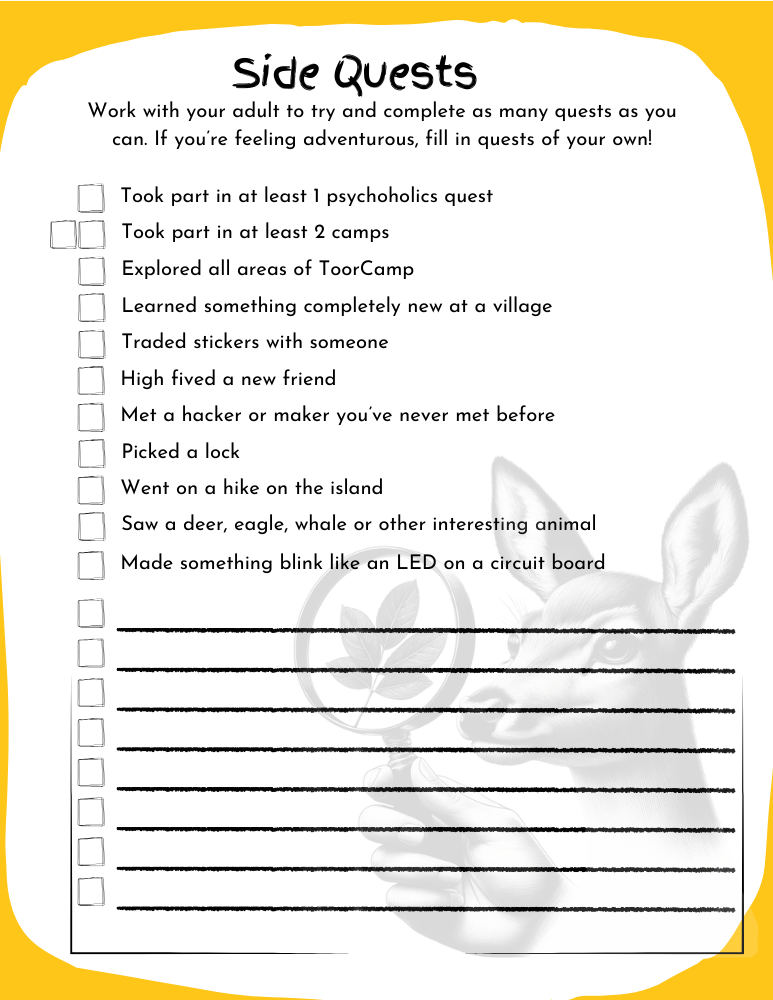 Side Quests
Work with your adult to try and complete as many quests as you
can. If you’re feeling adventurous, fill in quests of your own!
Took part in at least 1 psychoholics quest
Took part in at least 2 camps
Explored all areas of ToorCamp
Learned something completely new at a village
Traded stickers with someone
High fived a new friend
Met a hacker or maker you’ve never met before
Picked a lock
Went on a hike on the island
Saw a deer, eagle, whale or other interesting animal
Made something blink like an LED on a circuit board